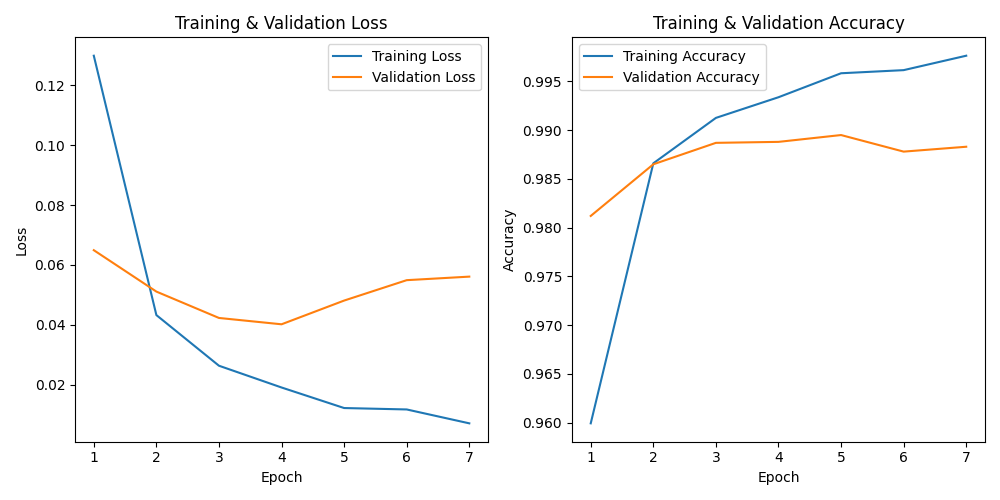 Training & Validation Loss
Training Loss
Validation Loss
0.12
0.10
0.08
0.06
0.04
0.02
Loss
1 2 3 4 5 6 7
Epoch
Training & Validation Accuracy
Training Accuracy
Validation Accuracy
0.995
0.990
0.985
0.980
0.975
0.970
0.965
0.960
Accuracy
1 2 3 4 5 6 7
Epoch